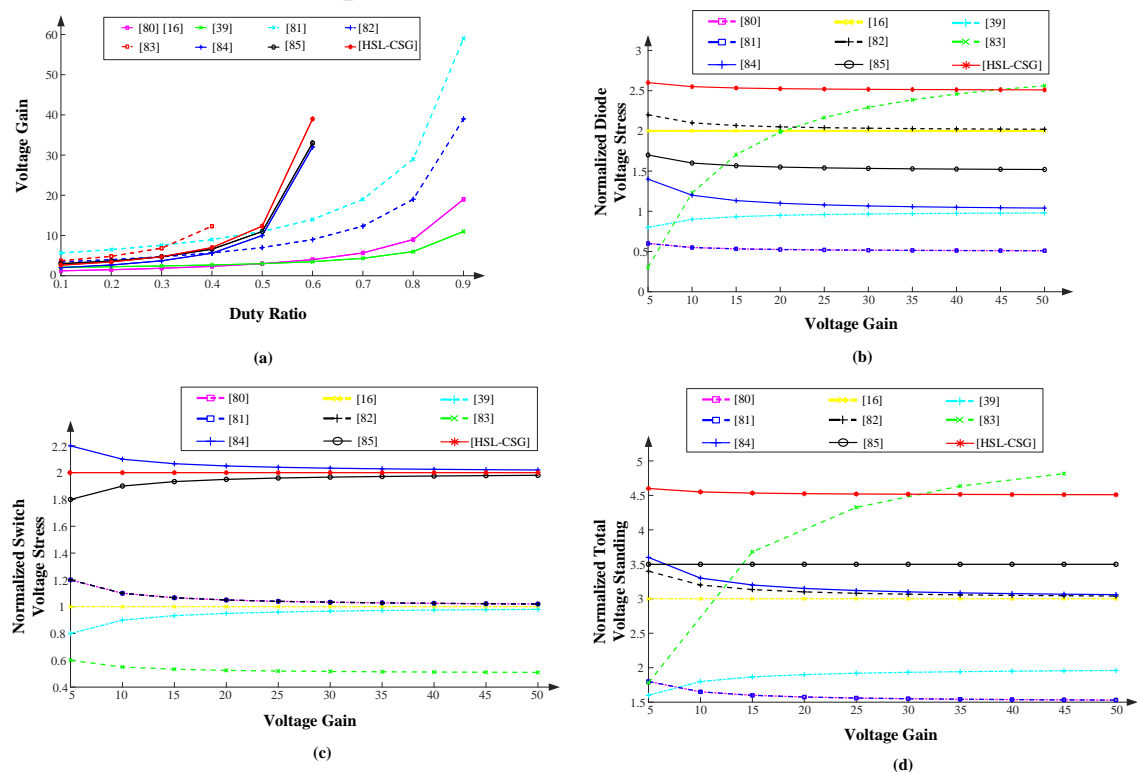 [80] [16] [39] [81] [82]
[83] [84] [85] [HSL-CSG]
Voltage Gain
60
50
40
30
20
10
0
0.1 0.2 0.3 0.4 0.5 0.6 0.7 0.8 0.9
Duty Ratio
(a)
[80] [16] [39]
[81] [82] [83]
[84] [85] [HSL-CSG]
Normalized Diode
Voltage Stress
3
2.5
2
1.5
1
0.5
0
5 10 15 20 25 30 35 40 45 50
Voltage Gain
(b)
[80] [16] [39]
[81] [82] [83]
[84] [85] [HSL-CSG]
Normalized Switch
Voltage Stress
2.2
2
1.8
1.6
1.4
1.2
1
0.8
0.6
0.4
5 10 15 20 25 30 35 40 45 50
Voltage Gain
(c)
[80] [16] [39]
[81] [82] [83]
[84] [85] [HSL-CSG]
Normalized Total
Voltage Standing
5
4.5
4
3.5
3
2.5
2
1.5
5 10 15 20 25 30 35 40 45 50
Voltage Gain
(d)